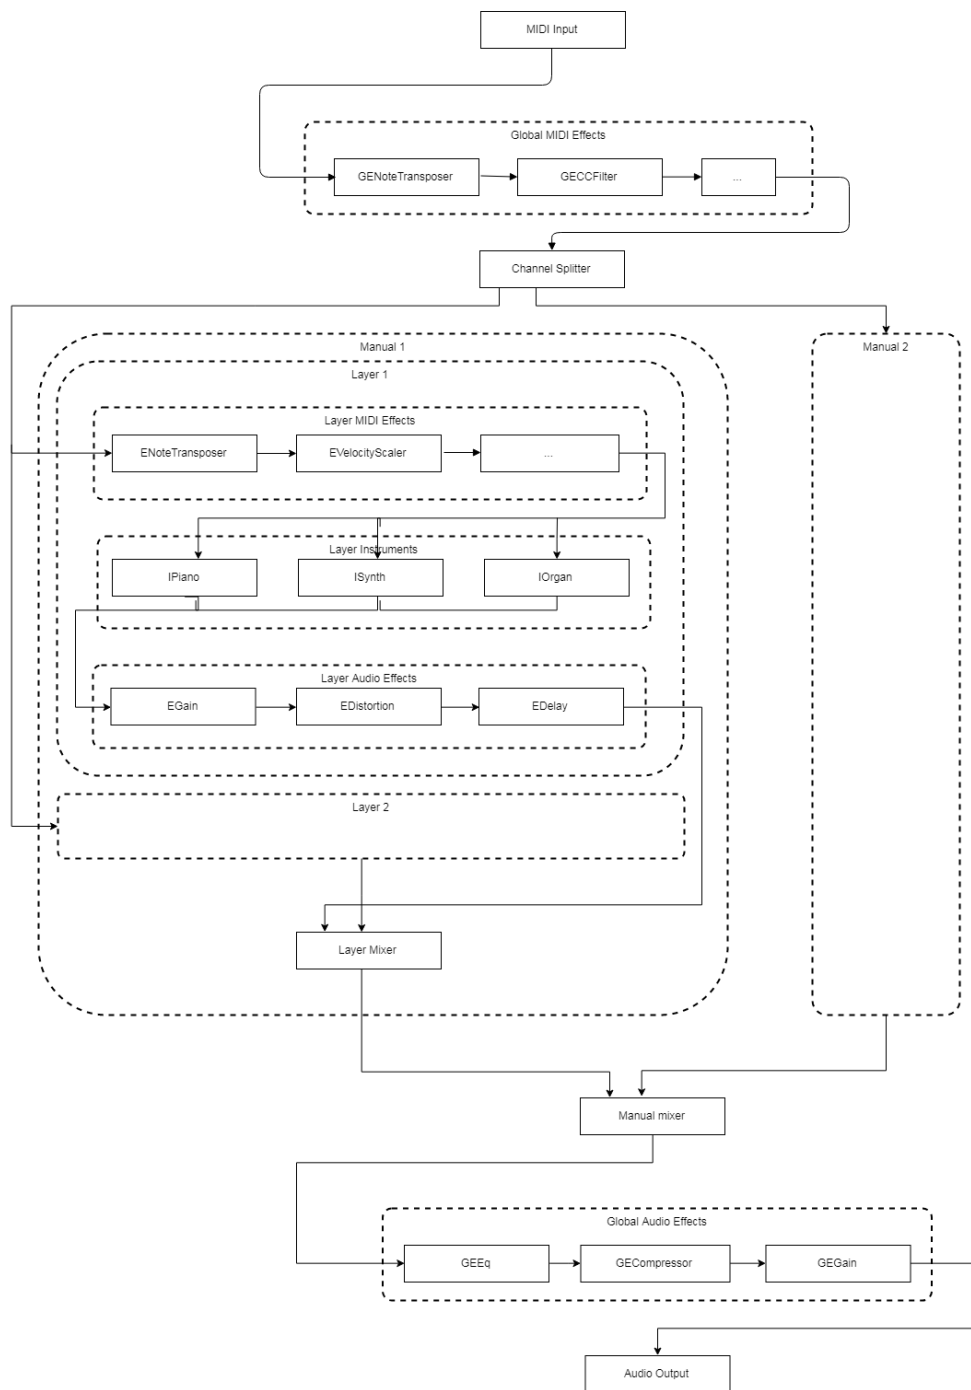 MIDI Input
Global MIDI Effects
GENoteTransposer
GECCFilter
...
Channel Splitter
Manual 1
Manual 2
Layer 1
Layer MIDI Effects
ENoteTransposer
EVelocityScaler
...
Layer Instruments
IPiano
ISynth
IOrgan
Layer Audio Effects
EGain
EDistortion
EDelay
Layer 2
Layer Mixer
Manual mixer
Global Audio Effects
GEEq
GECompressor
GEGain
Audio Output